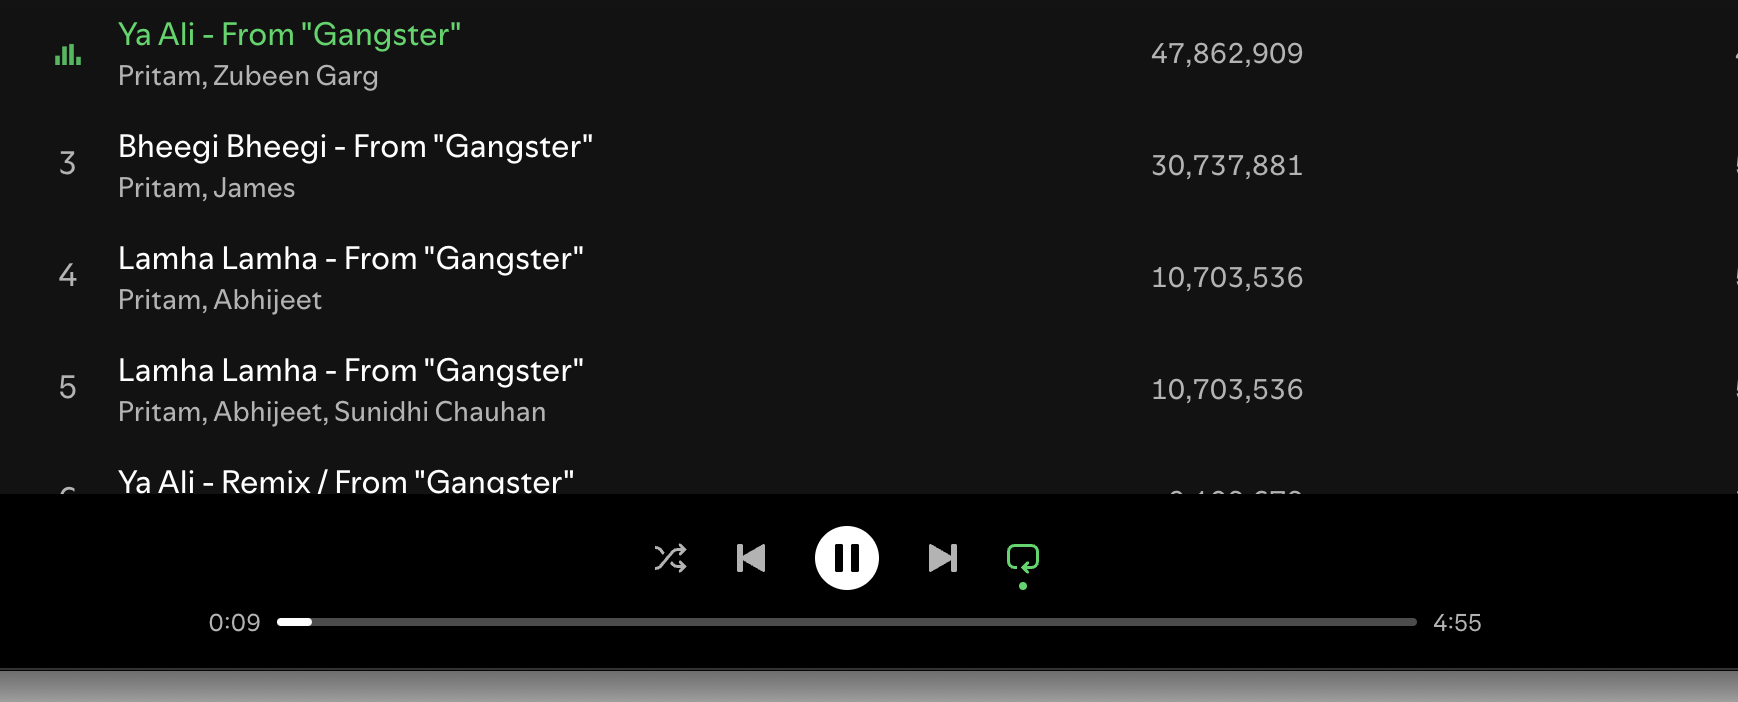 Ya Ali - From "Gangster"
Pritam, Zubeen Garg
47,862,909
3
Bheegi Bheegi - From "Gangster"
Pritam, James
30,737,881
4
Lamha Lamha - From "Gangster"
Pritam, Abhijeet
10,703,536
5
Lamha Lamha - From "Gangster"
Pritam, Abhijeet, Sunidhi Chauhan
10,703,536
Ya Ali - Remix / From "Gangster"
0:09
4:55